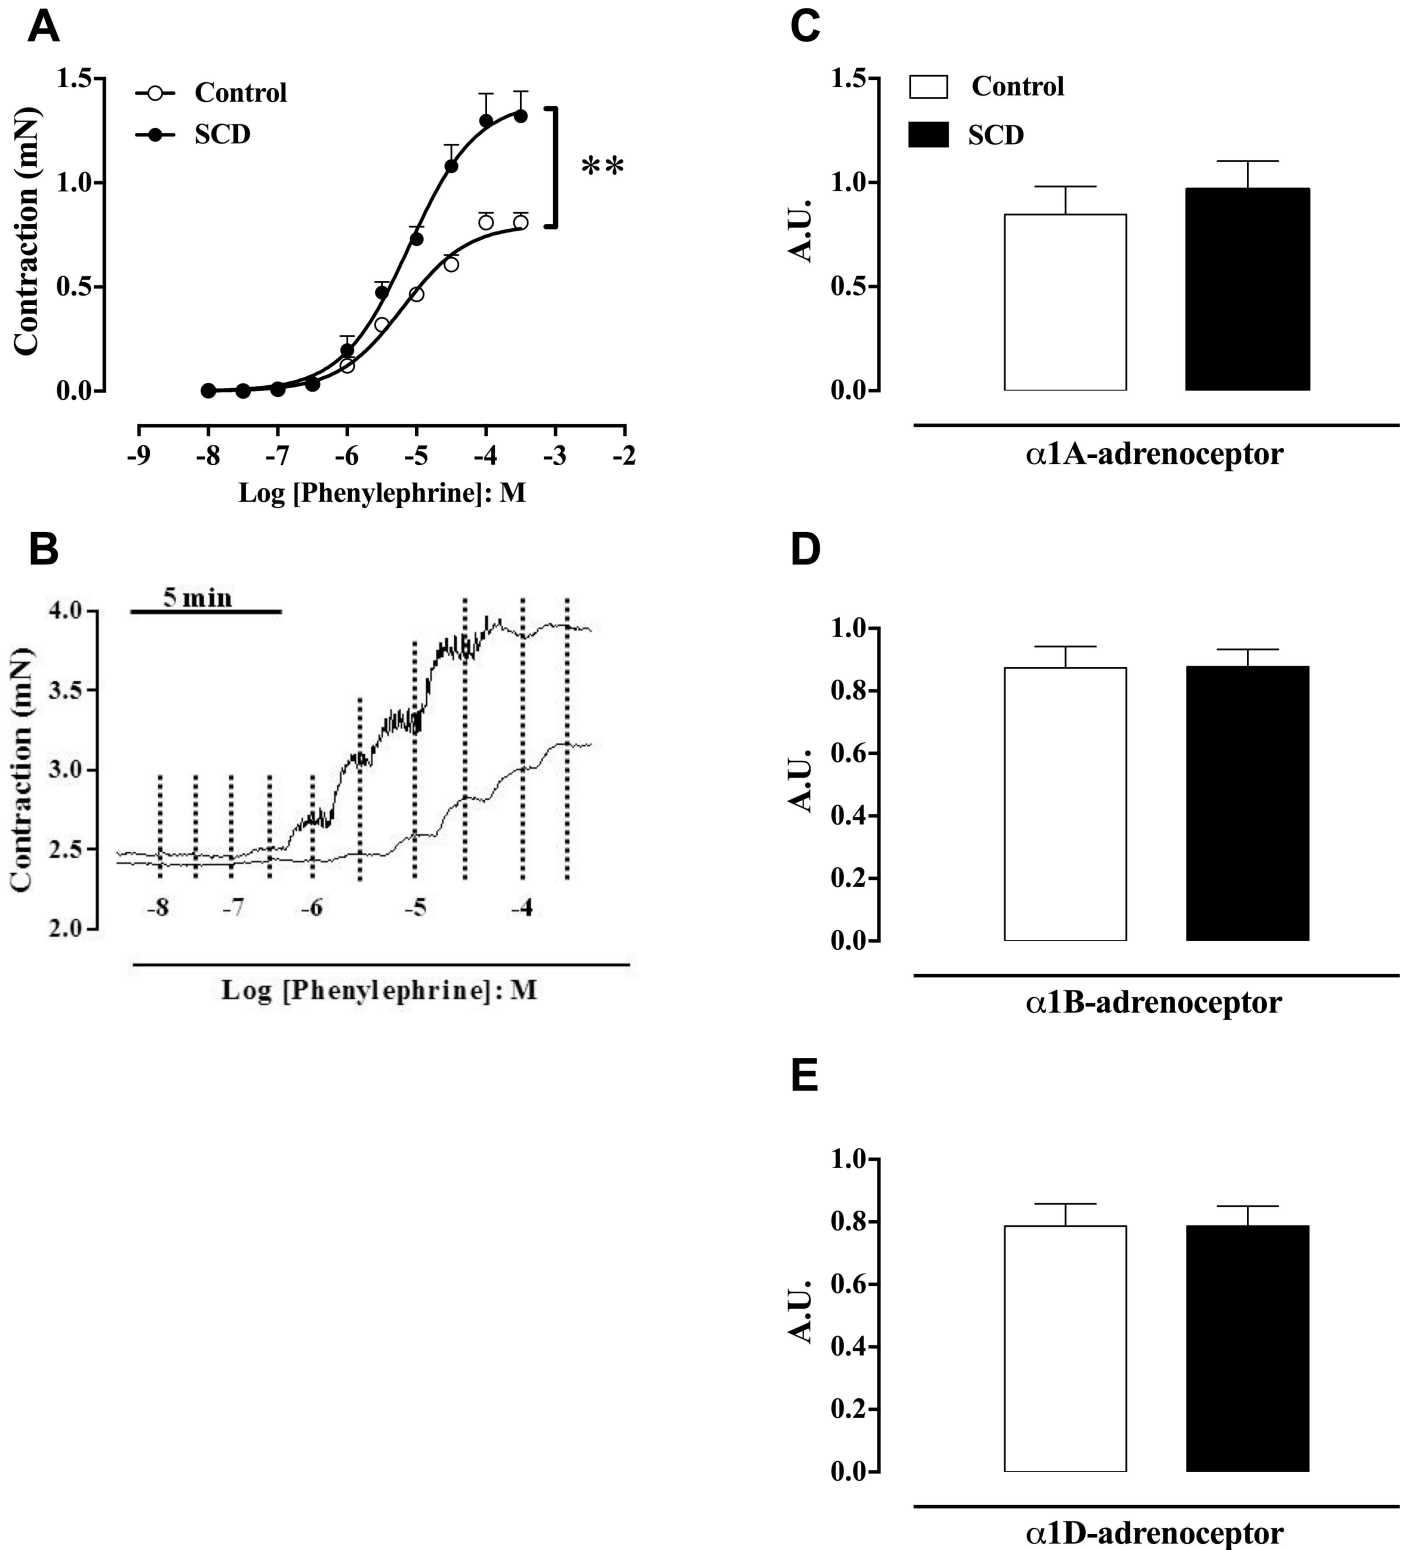 A
1.5
1.0
0.5
0.0
Contraction (mN)
Control
SCD
**
-9 -8 -7 -6 -5 -4 -3 -2
Log [Phenylephrine]: M
B
5 min
4.0
3.5
3.0
2.5
2.0
Contraction (mN)
-8 -7 -6 -5 -4
Log [Phenylephrine]: M
C
1.5
1.0
0.5
0.0
A.U.
Control
SCD
α1A-adrenoceptor
D
1.0
0.8
0.6
0.4
0.2
0.0
A.U.
α1B-adrenoceptor
E
1.0
0.8
0.6
0.4
0.2
0.0
A.U.
α1D-adrenoceptor